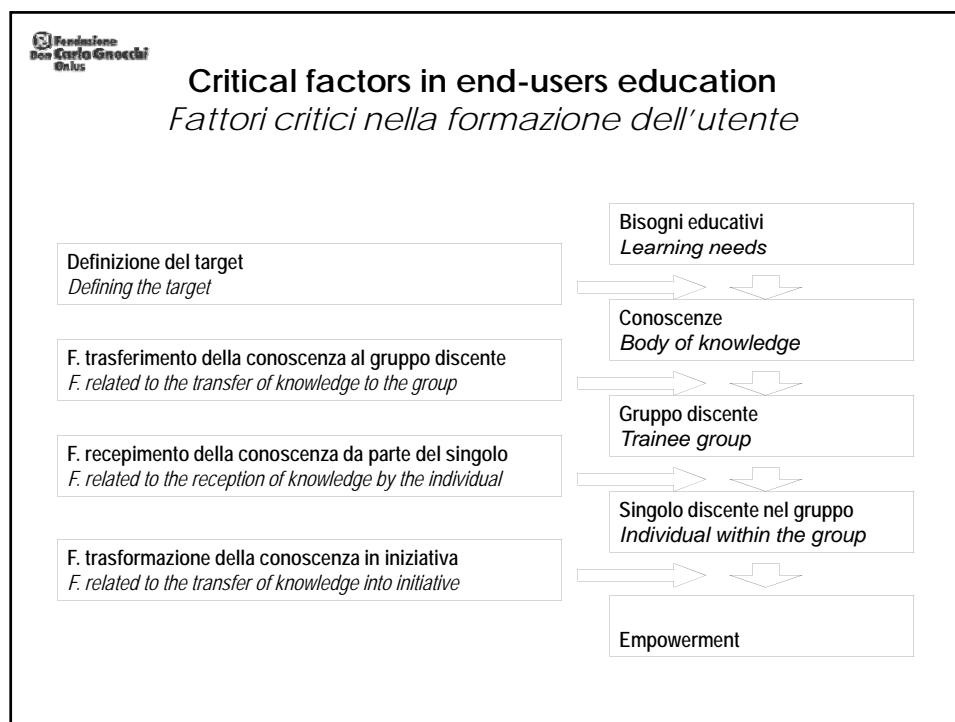 Fondazione
Don Carlo Gnocchi
Onlus
Critical factors in end-users education
Fattori critici nella formazione dell'utente
Bisogni educativi
Learning needs
Definizione del target
Defining the target
Conoscenze
Body of knowledge
F. trasferimento della conoscenza al gruppo discente
F. related to the transfer of knowledge to the group
Gruppo discente
Trainee group
F. recepimento della conoscenza da parte del singolo
F. related to the reception of knowledge by the individual
Singolo discente nel gruppo
Individual within the group
F. trasformazione della conoscenza in iniziativa
F. related to the transfer of knowledge into initiative
Empowerment